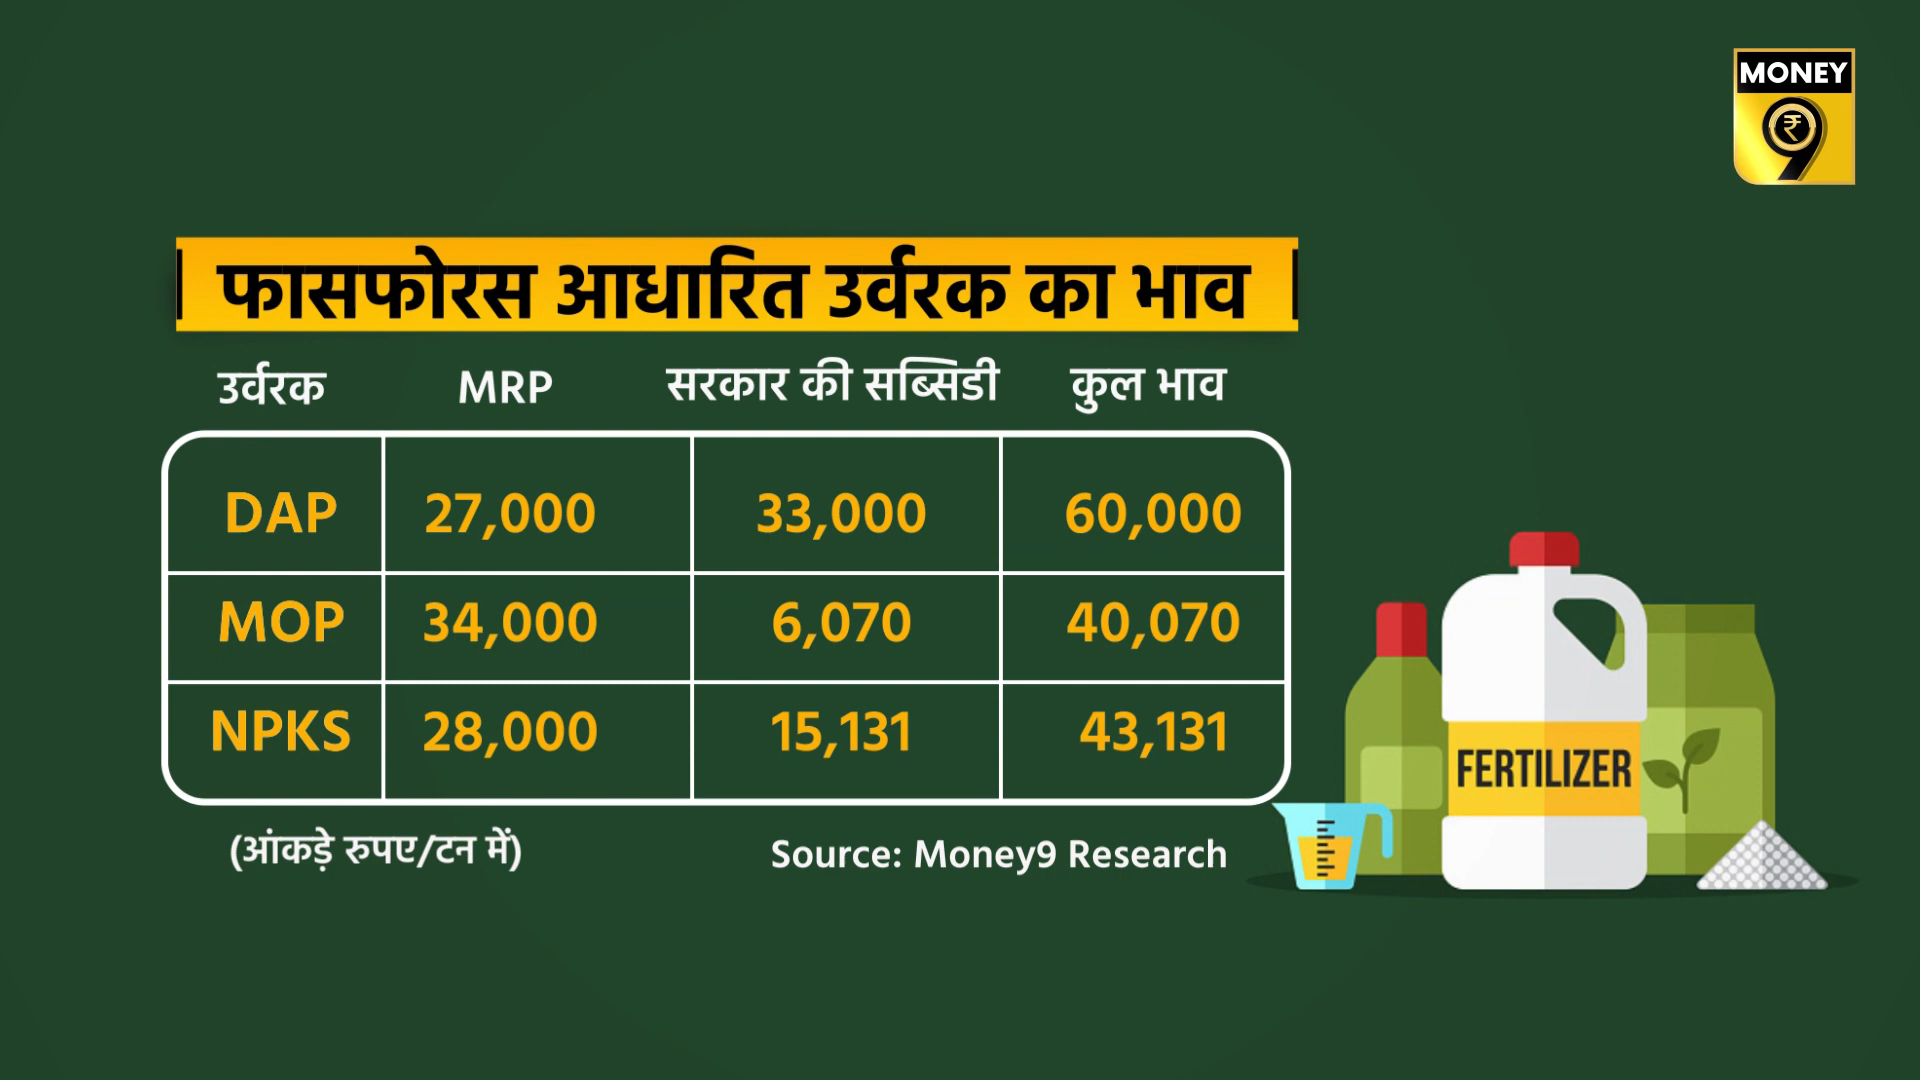 MONEY
9
फासफोरस आधारित उर्वरक का भाव
उर्वरक MRP सरकार की सब्सिडी कुल भाव
DAP 27,000 33,000 60,000
MOP 34,000 6,070 40,070
NPKS 28,000 15,131 43,131
(आंकड़े रुपए/टन में) Source: Money9 Research
FERTILIZER